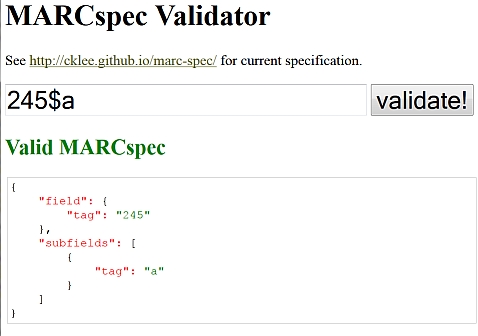 MARCspec Validator
See http://cklee.github.io/marc-spec/ for current specification.
245$a validate!
Valid MARCspec
{
    "field": {
        "tag": "245"
    },
    "subfields": [
        {
            "tag": "a"
        }
    ]
}